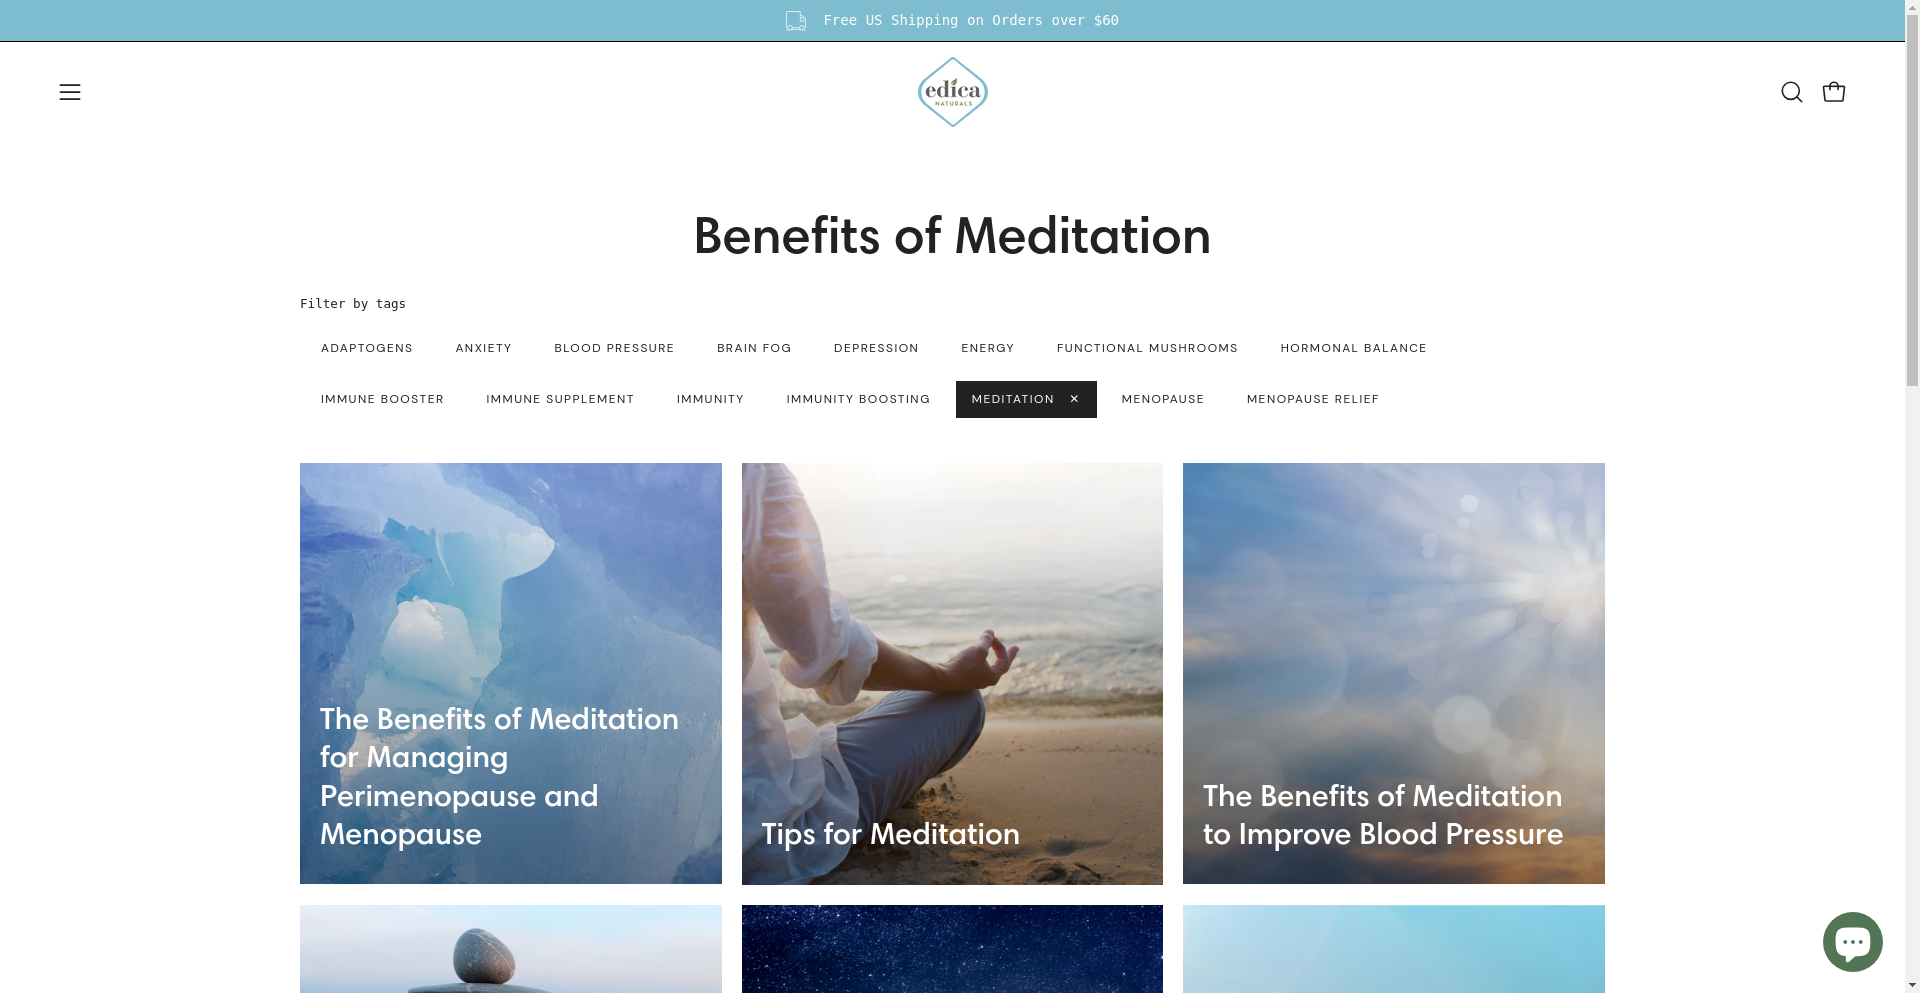 Free US Shipping on Orders over $60
edica
NATURALS
Benefits of Meditation
Filter by tags
ADAPTOGENS ANXIETY BLOOD PRESSURE BRAIN FOG DEPRESSION ENERGY FUNCTIONAL MUSHROOMS HORMONAL BALANCE
IMMUNE BOOSTER IMMUNE SUPPLEMENT IMMUNITY IMMUNITY BOOSTING MEDITATION ✕ MENOPAUSE MENOPAUSE RELIEF
The Benefits of Meditation
for Managing
Perimenopause and
Menopause
Tips for Meditation
The Benefits of Meditation
to Improve Blood Pressure